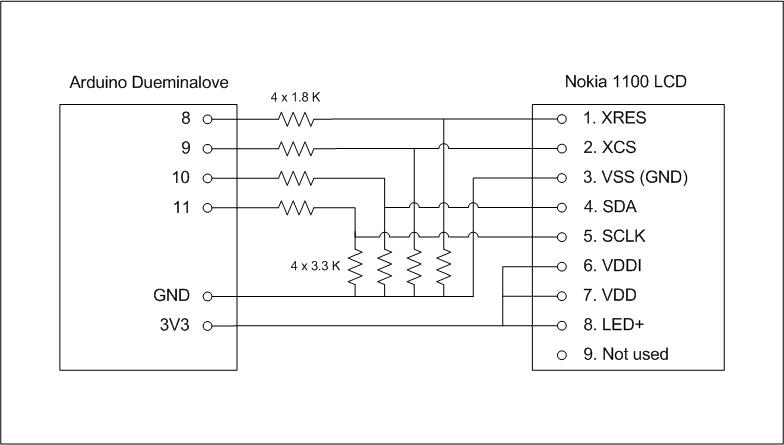 Arduino Dueminalove
Nokia 1100 LCD
4 x 1.8 K
8
1. XRES
9
2. XCS
10
3. VSS (GND)
11
4. SDA
5. SCLK
4 x 3.3 K
6. VDDI
GND
7. VDD
3V3
8. LED+
9. Not used